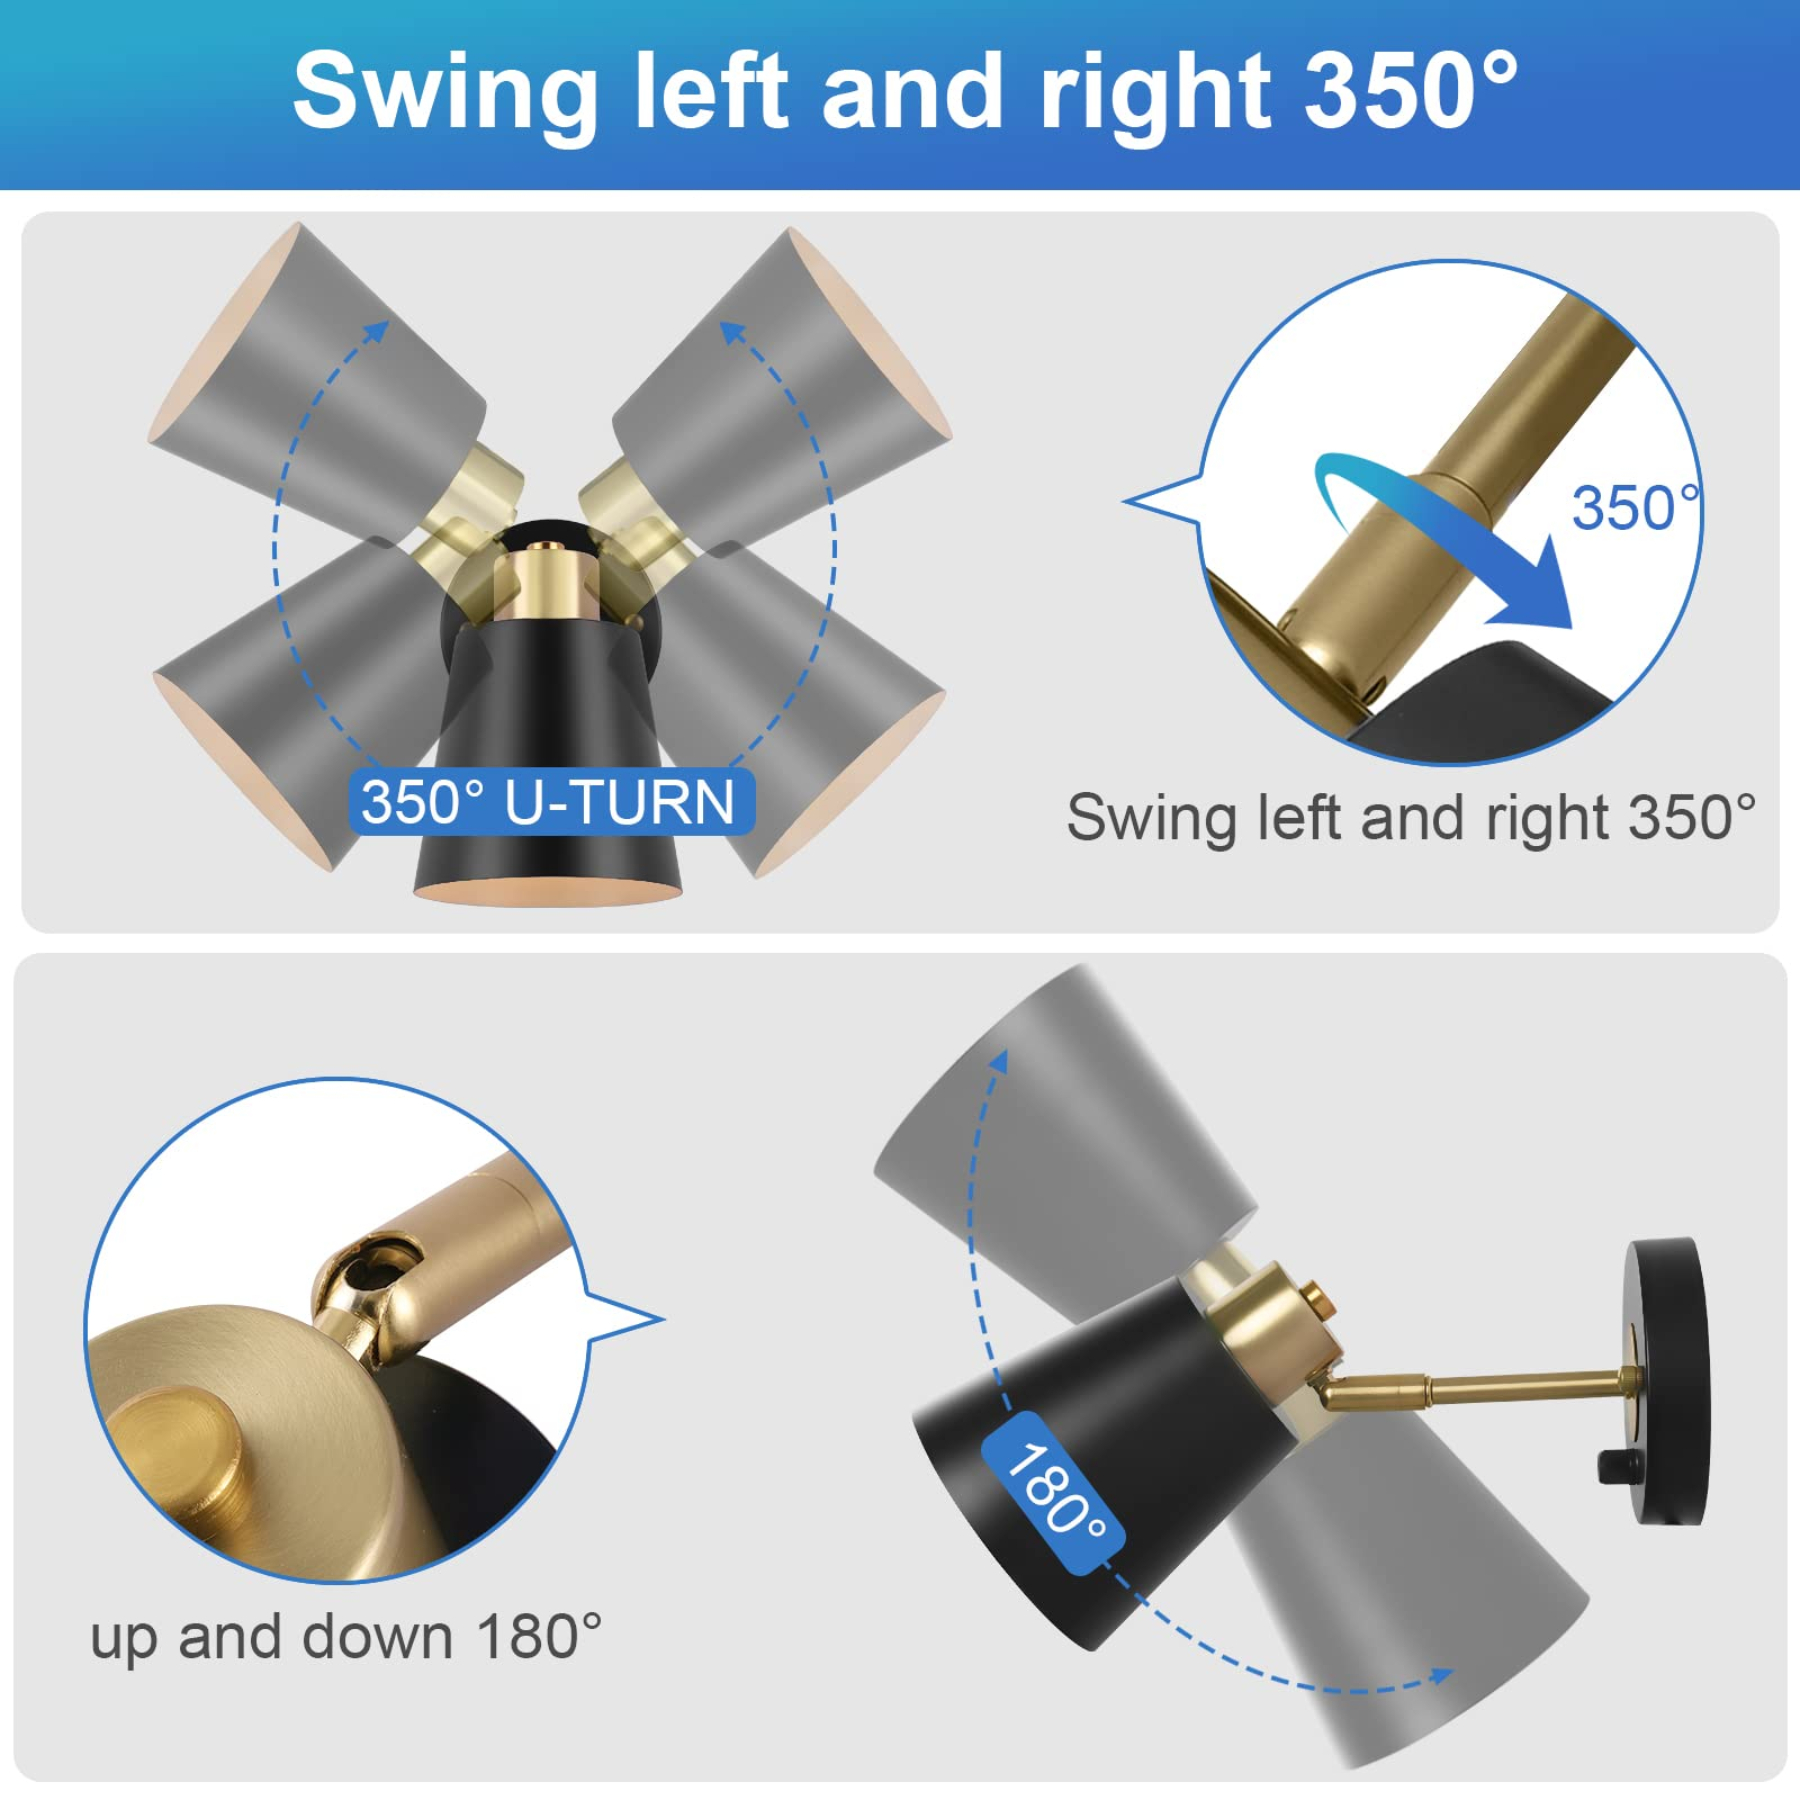 Swing left and right 350°
350°
350° U-TURN
Swing left and right 350°
180°
up and down 180°